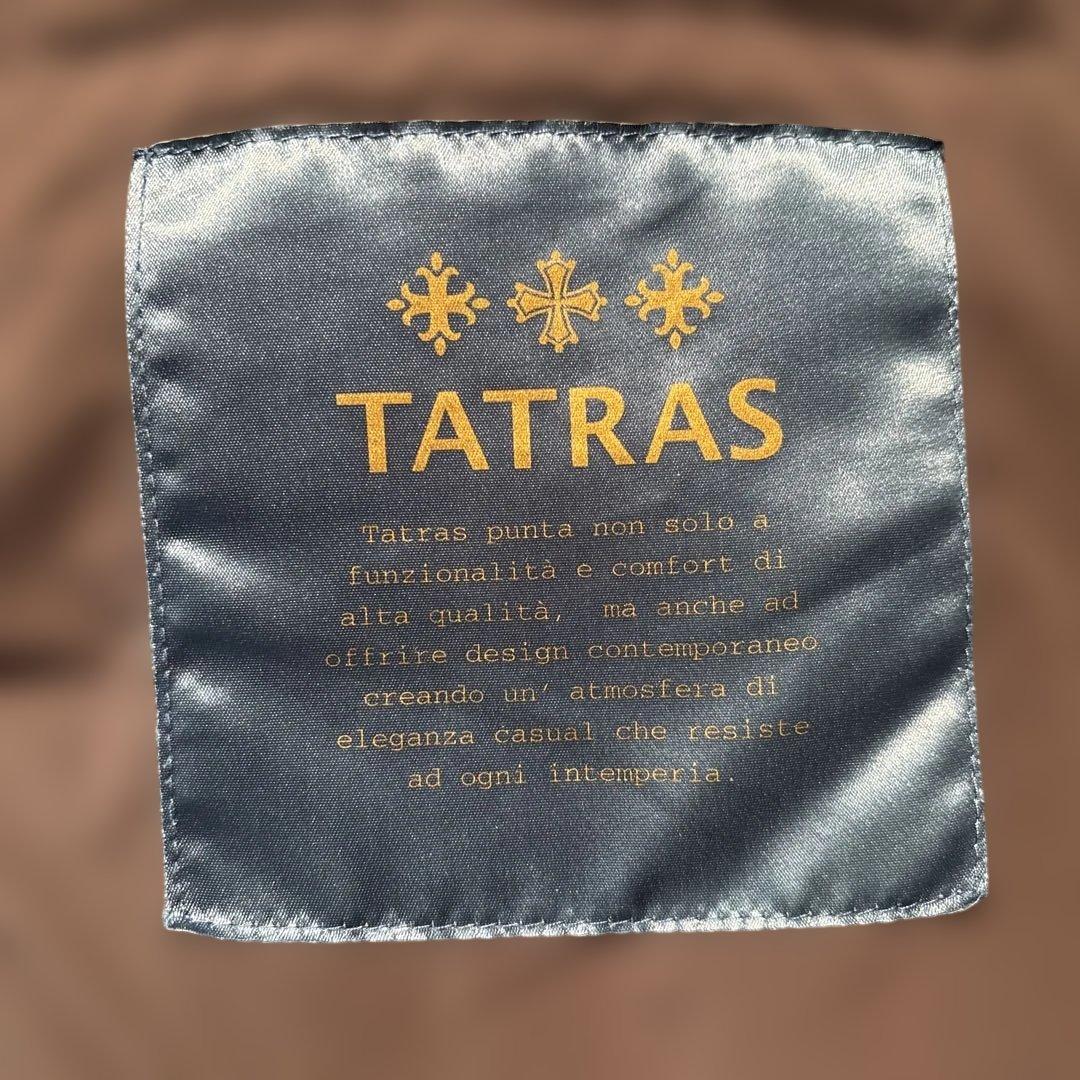 TATRAS
Tatras punta non solo a
funzionalità e comfort di
alta qualità, ma anche ad
offrire design contemporaneo
creando un' atmosfera di
eleganza casual che resiste
ad ogni intemperia.